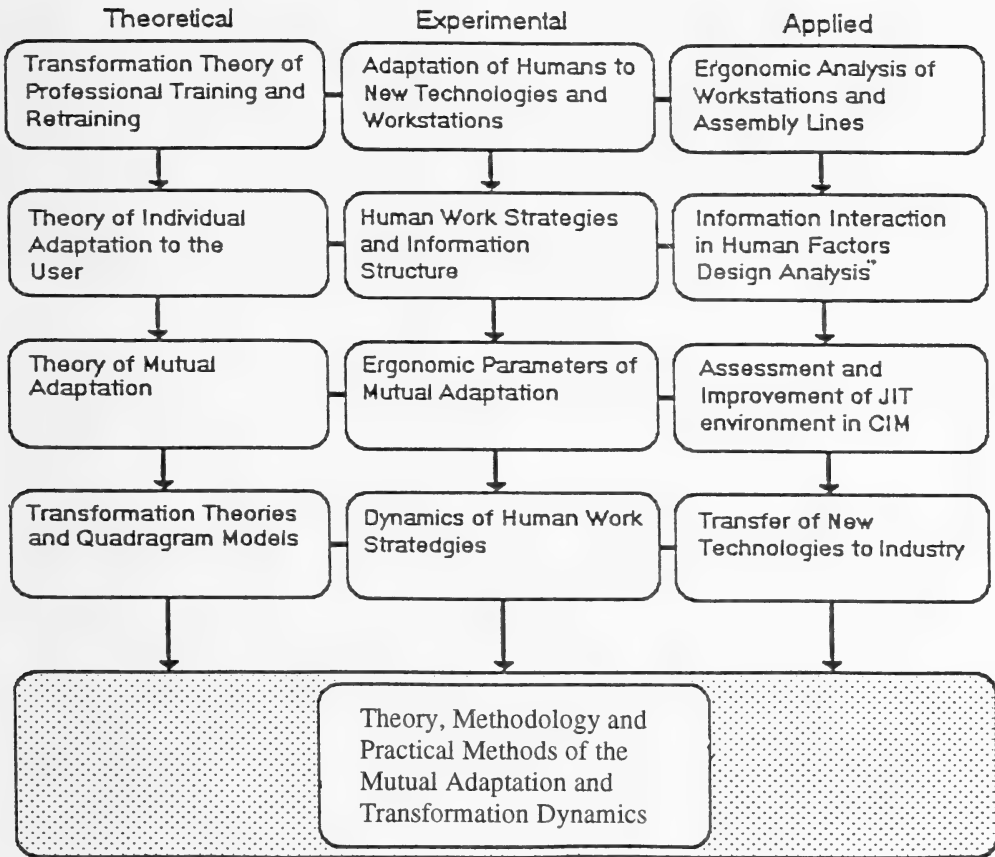 Theoretical
Experimental
Applied
Transformation Theory of
Professional Training and
Retraining
Adaptation of Humans to
New Technologies and
Workstations
Ergonomic Analysis of
Workstations and
Assembly Lines
Theory of Individual
Adaptation to the
User
Human Work Strategies
and Information
Structure
Information Interaction
in Human Factors
Design Analysis"
Theory of Mutual
Adaptation
Ergonomic Parameters of
Mutual Adaptation
Assessment and
Improvement of JIT
environment in CIM
Transformation Theories
and Quadragram Models
Dynamics of Human Work
Stratedgies
Transfer of New
Technologies to Industry
Theory, Methodology and
Practical Methods of the
Mutual Adaptation and
Transformation Dynamics